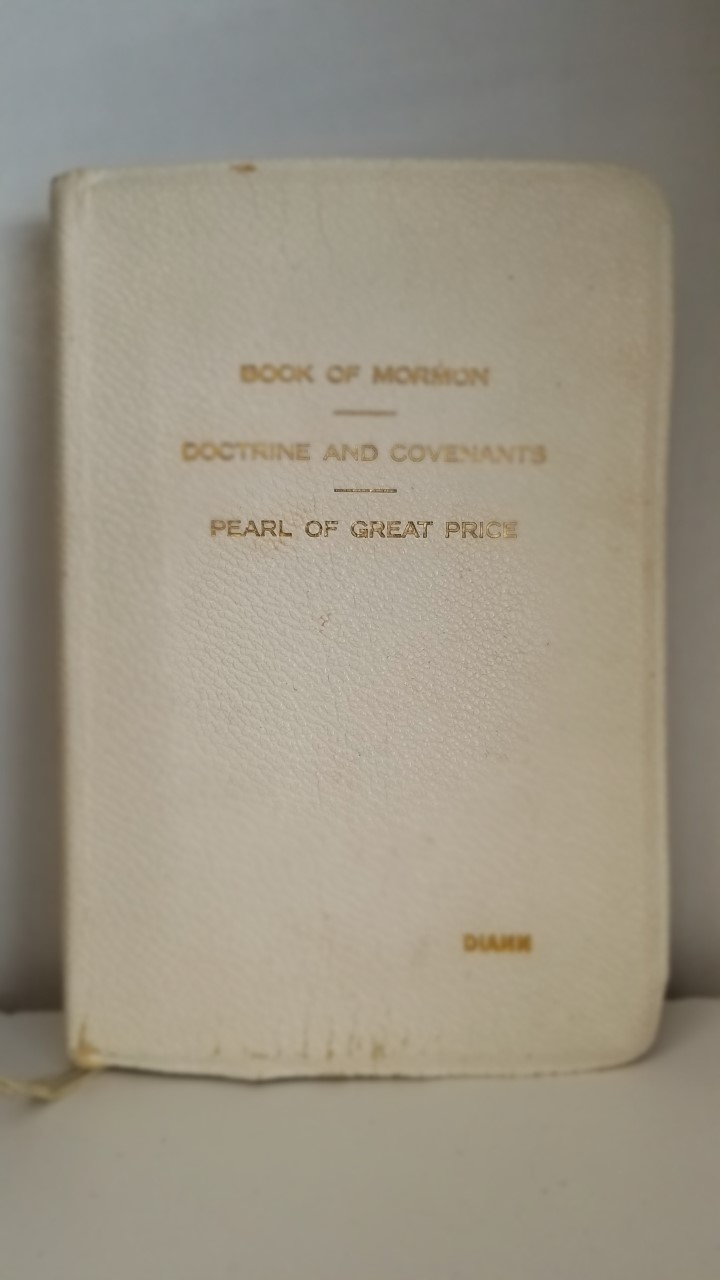 BOOK OF MORMON
DOCTRINE AND COVENANTS
PEARL OF GREAT PRICE
DIANN